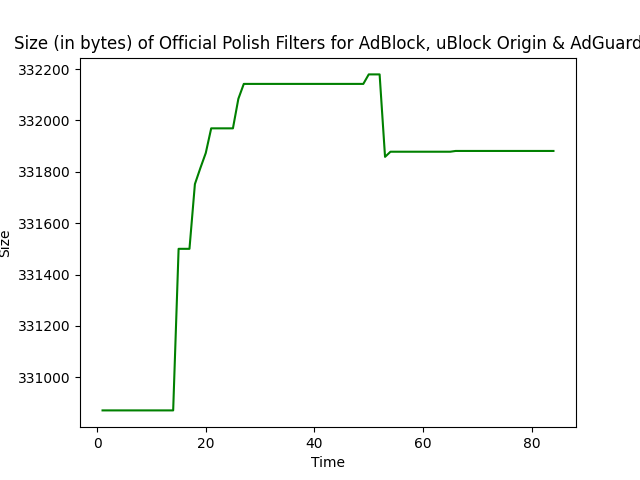 Size (in bytes) of Official Polish Filters for AdBlock, uBlock Origin & AdGuard
332200
332000
331800
331600
331400
331200
331000
Size
0 20 40 60 80
Time